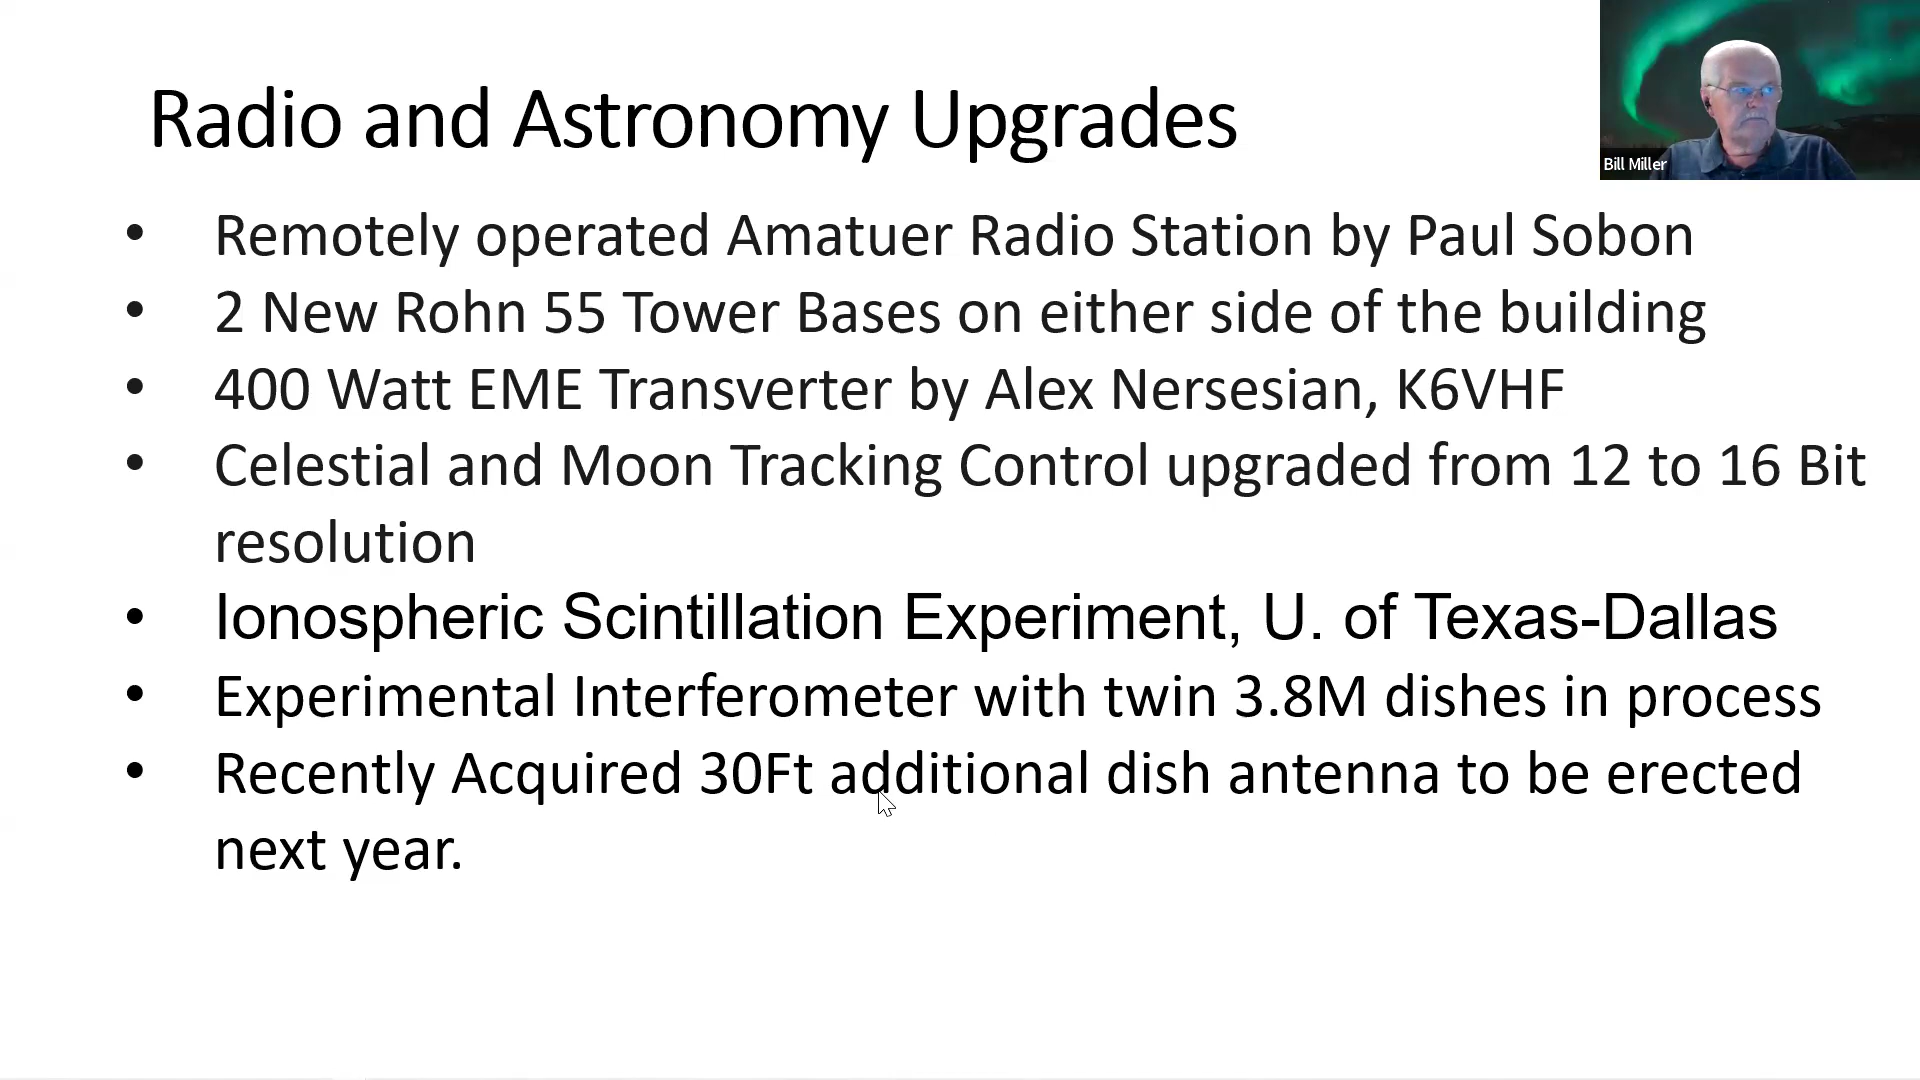 Radio and Astronomy Upgrades
Bill Miller
• Remotely operated Amatuer Radio Station by Paul Sobon
• 2 New Rohn 55 Tower Bases on either side of the building
• 400 Watt EME Transverter by Alex Nersesian, K6VHF
• Celestial and Moon Tracking Control upgraded from 12 to 16 Bit
resolution
• Ionospheric Scintillation Experiment, U. of Texas-Dallas
• Experimental Interferometer with twin 3.8M dishes in process
• Recently Acquired 30Ft additional dish antenna to be erected
next year.